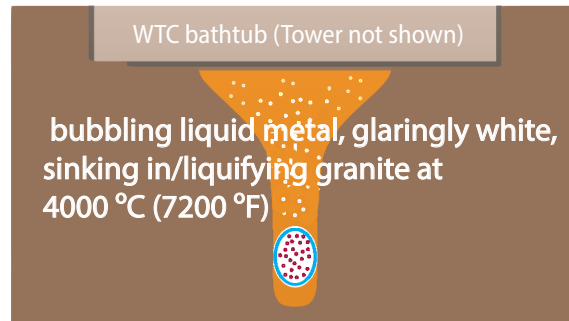 WTC bathtub (Tower not shown)
bubbling liquid metal, glaringly white,
sinking in/liquifying granite at
4000 °C (7200 °F)